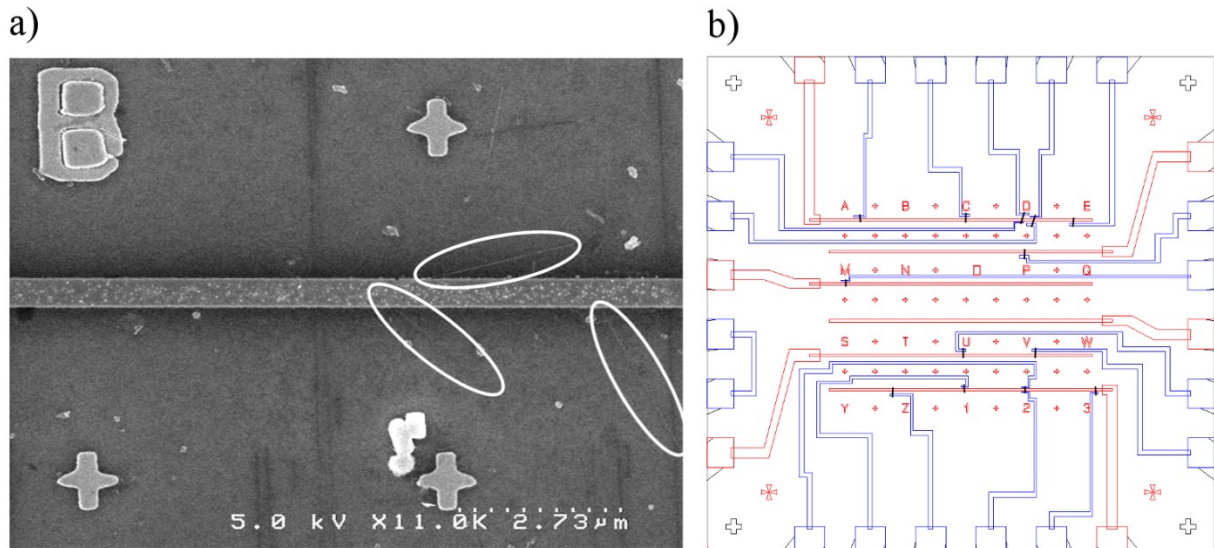 a)
b)
B
5.0 kV X11.0K 2.73µm
A B C D E
M N O P Q
S T U V W
Y Z 1 2 3